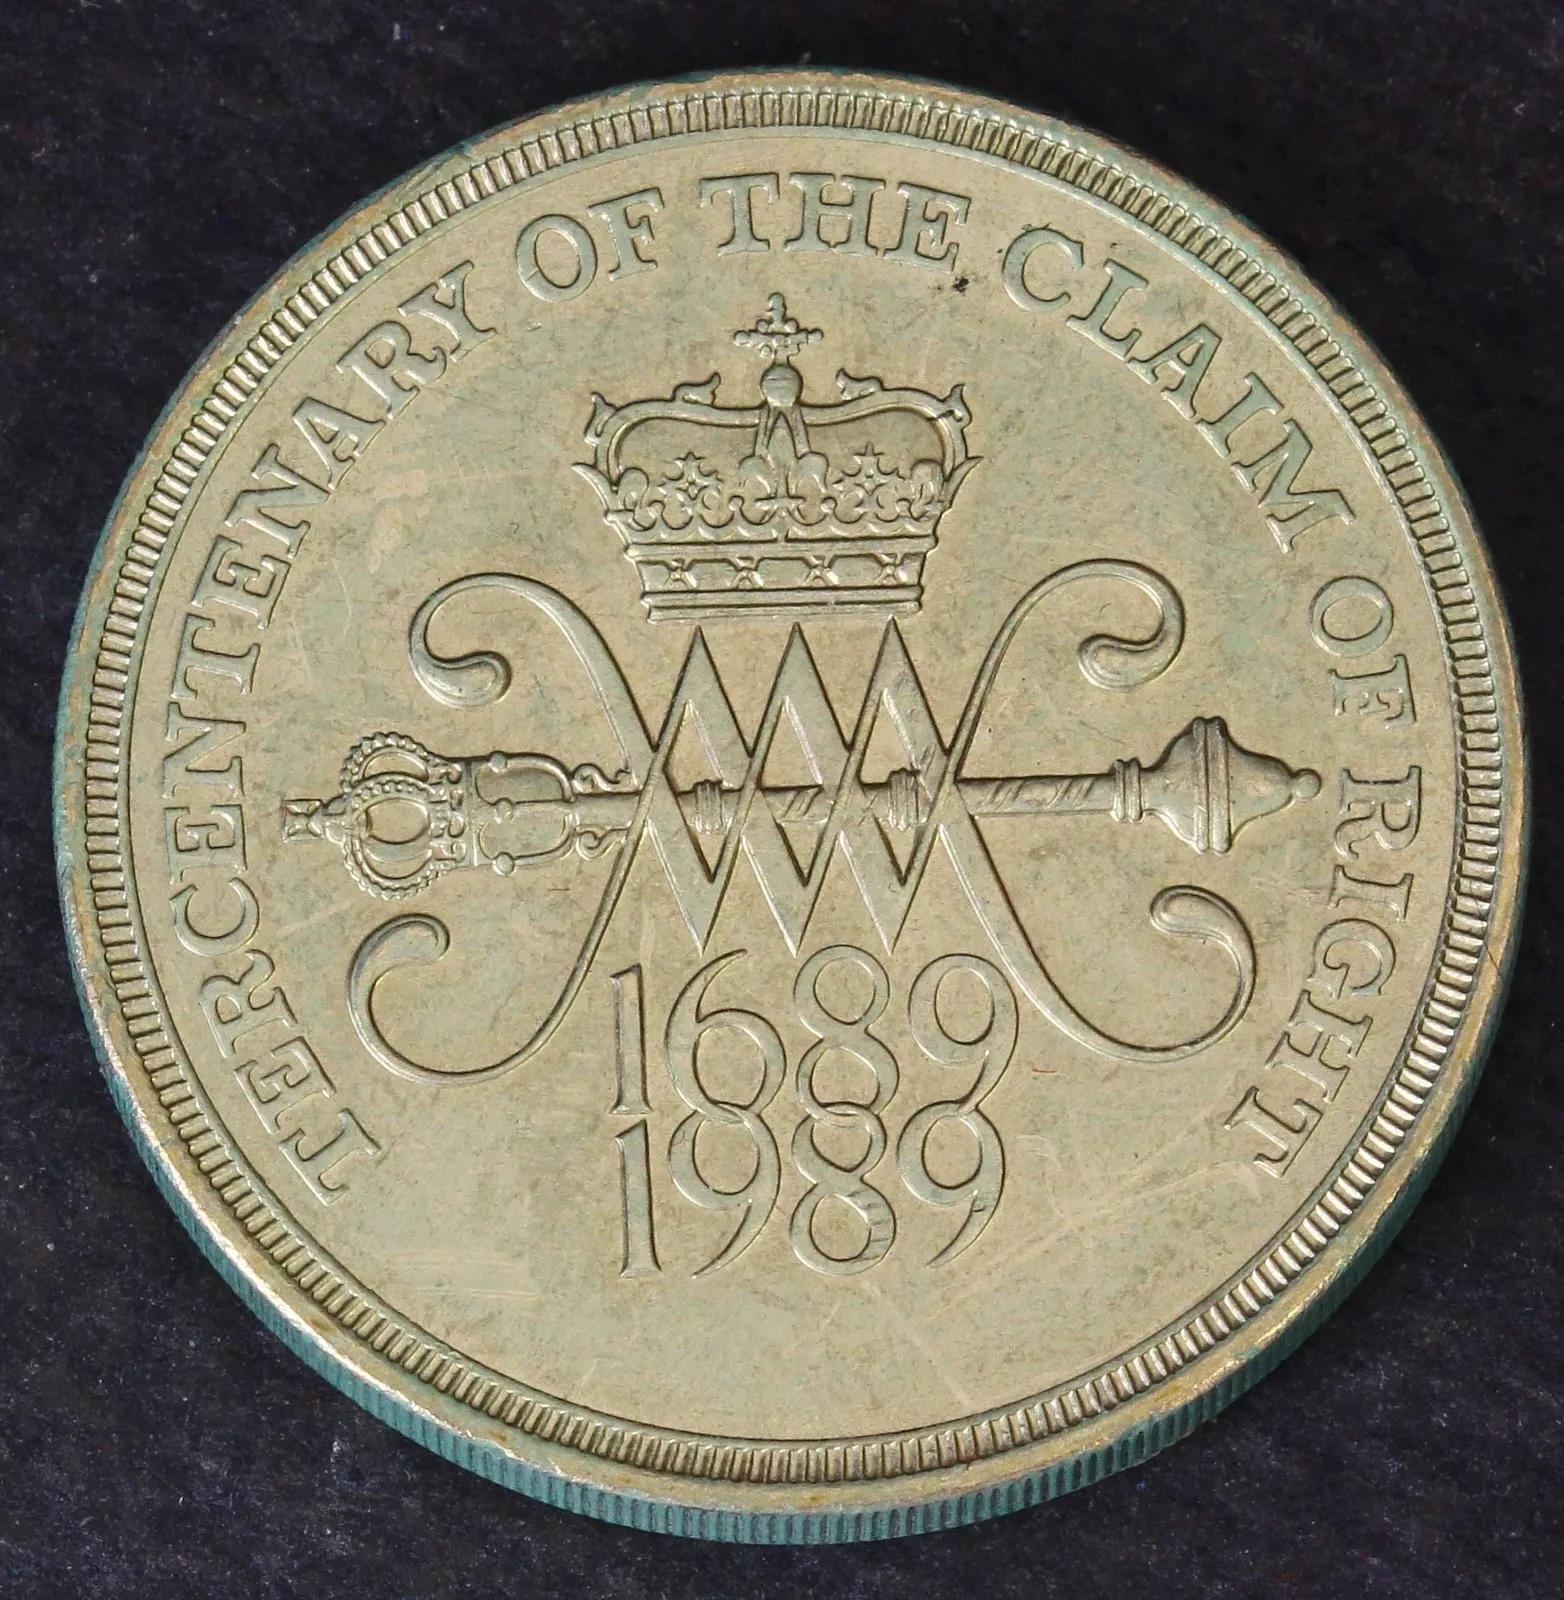 TERCENTENARY OF THE CLAIM OF RIGHT
1689
1989